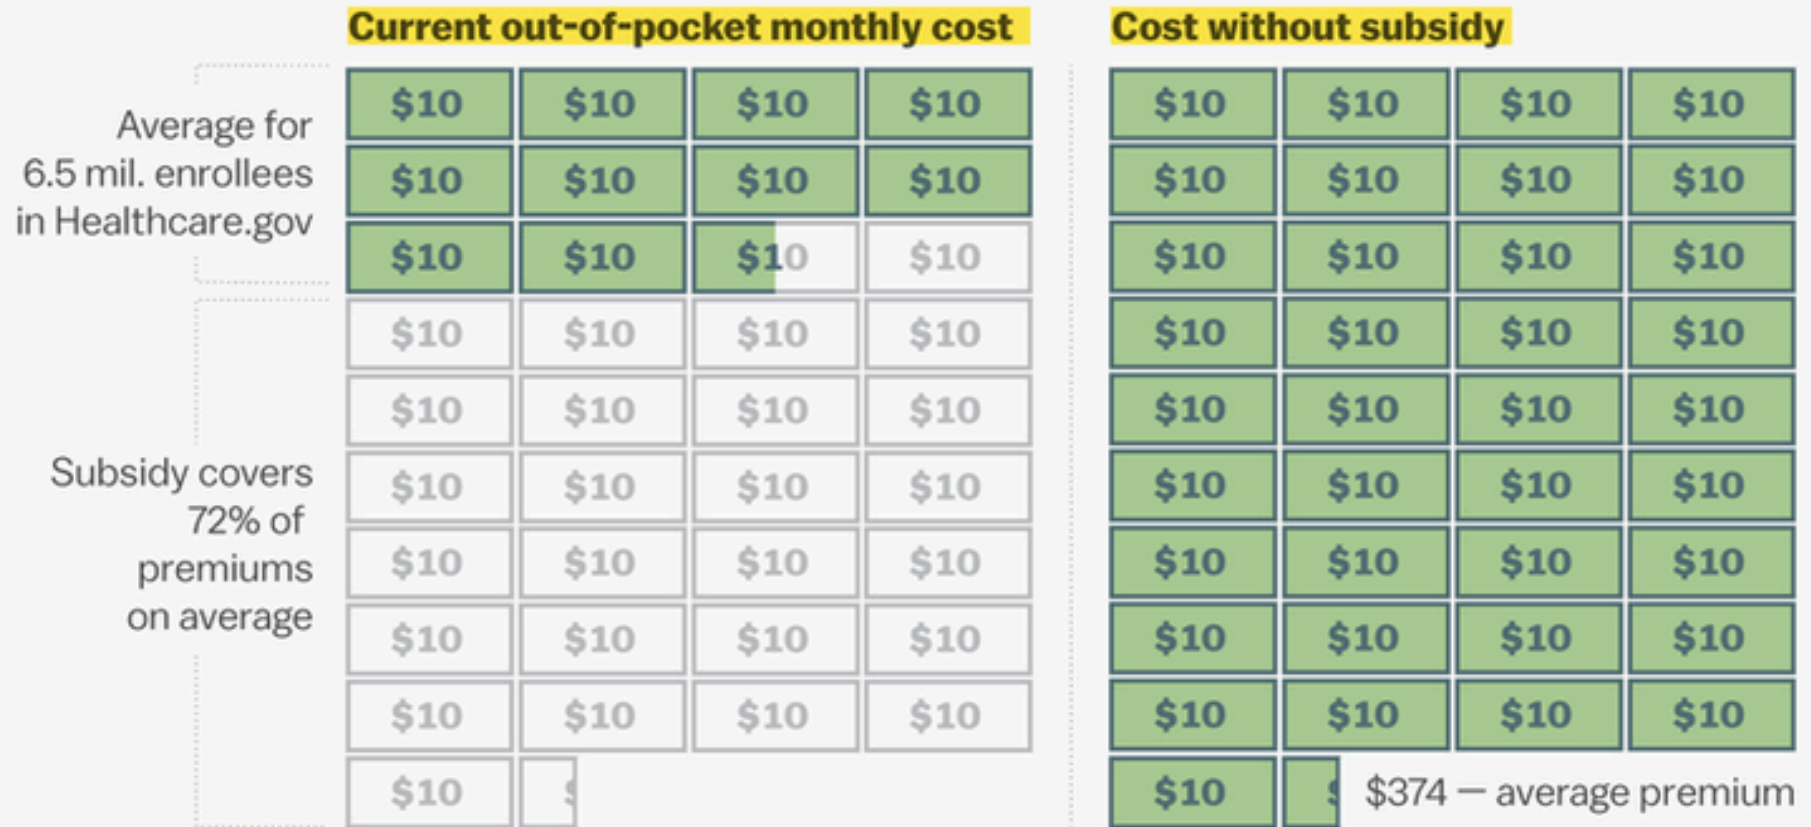 Current out-of-pocket monthly cost
Cost without subsidy
Average for
6.5 mil. enrollees
in Healthcare.gov
Subsidy covers
72% of
premiums
on average
$10 $10 $10 $10
$10 $10 $10 $10
$10 $10 $10 $10
$10 $10 $10 $10
$10 $10 $10 $10
$10 $10 $10 $10
$10 $10 $10 $10
$10 $10 $10 $10
$10 $10 $10 $10
$10 $
$10 $10 $10 $10
$10 $10 $10 $10
$10 $10 $10 $10
$10 $10 $10 $10
$10 $10 $10 $10
$10 $10 $10 $10
$10 $10 $10 $10
$10 $10 $10 $10
$10 $10 $10 $10
$10 $ $374 — average premium